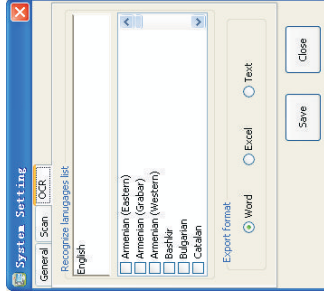 System Setting
General Scan OCR
Recognize lanugages list
English
Armenian (Eastern)
Armenian (Grabar)
Armenian (Western)
Bashkir
Bulgarian
Catalan
Export format
Word Excel Text
Save Close